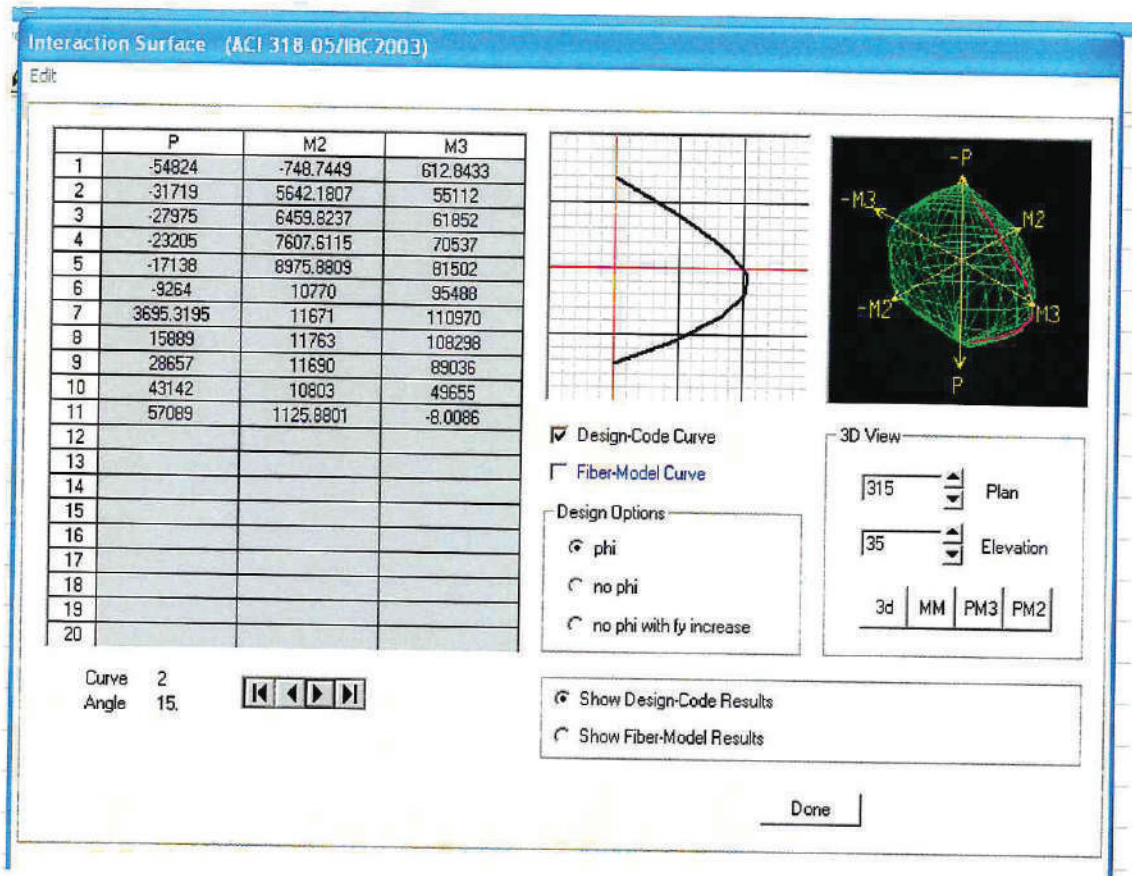 Interaction Surface (ACI 318-05/IBC2003)
Edit
P M2 M3
1 -54824 -748.7449 612.8433
2 -31719 5642.1807 55112
3 -27975 6459.8237 61852
4 -23205 7607.6115 70537
5 -17138 8975.8809 81502
6 -9264 10770 95488
7 3695.3195 11671 110970
8 15889 11763 108298
9 28657 11690 89036
10 43142 10803 49655
11 57089 1125.8801 -8.0086
12
13
14
15
16
17
18
19
20
Curve 2
Angle 15.
-P
-M3
M2
-M2
M3
P
Design-Code Curve
Fiber-Model Curve
Design Options
phi
no phi
no phi with fy increase
3D View
315 Plan
35 Elevation
3d MM PM3 PM2
Show Design-Code Results
Show Fiber-Model Results
Done